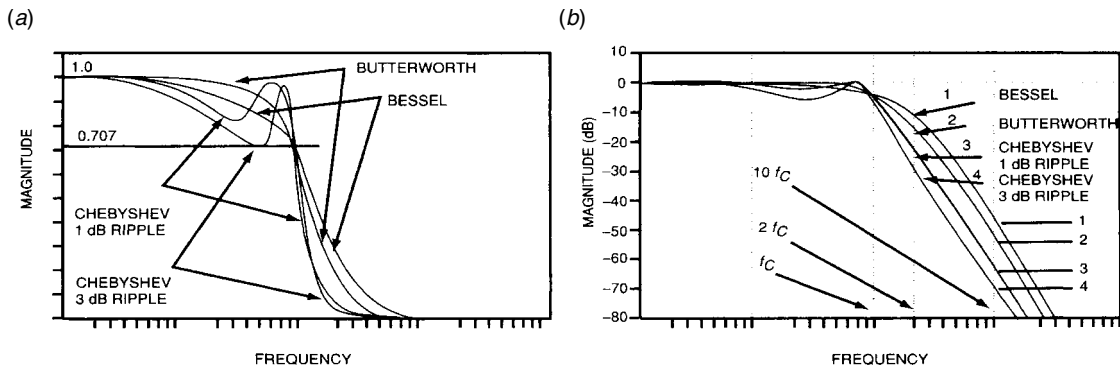 (a)
1.0
0.707
BUTTERWORTH
BESSEL
CHEBYSHEV
1 dB RIPPLE
CHEBYSHEV
3 dB RIPPLE
MAGNITUDE
FREQUENCY
(b)
10
0
−10
−20
−30
−40
−50
−60
−70
−80
MAGNITUDE (dB)
1
BESSEL
2
BUTTERWORTH
3
CHEBYSHEV
1 dB RIPPLE
4
CHEBYSHEV
3 dB RIPPLE
10 fC
2 fC
fC
1
2
3
4
FREQUENCY